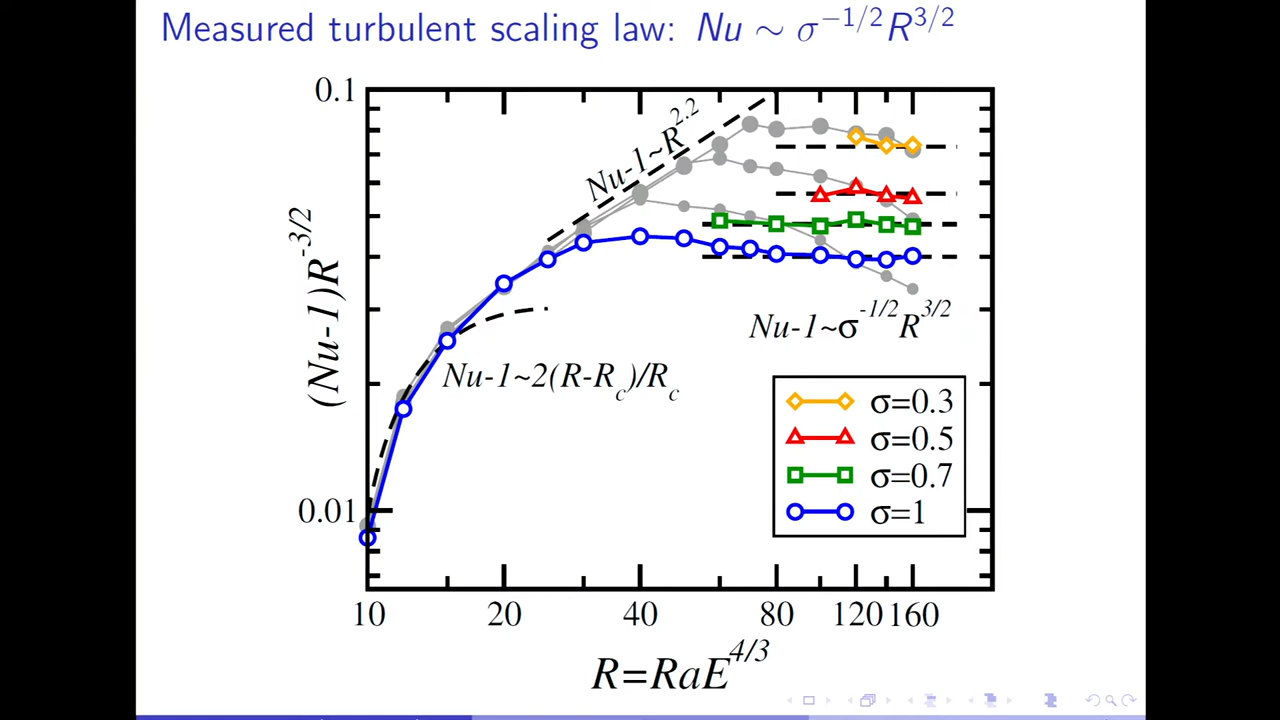 Measured turbulent scaling law: Nu ∼ σ^{−1/2}R^{3/2}
0.1
Nu-1~R^{2.2}
(Nu-1)R^{-3/2}
Nu-1~σ^{-1/2}R^{3/2}
Nu-1~2(R-R_c)/R_c
σ=0.3
σ=0.5
σ=0.7
σ=1
0.01
10 20 40 80 120 160
R=RaE^{4/3}